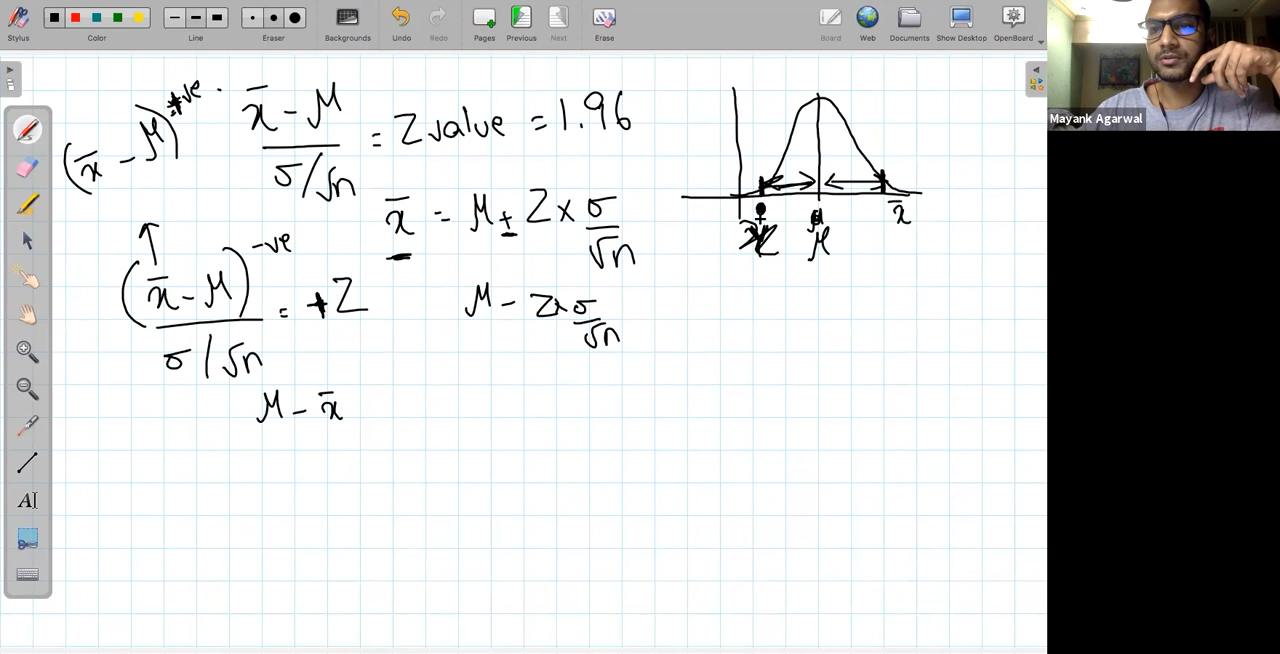 Stylus
Color
Line
Eraser
Backgrounds
Undo
Redo
Pages
Previous
Next
Erase
Board
Web
Documents
Show Desktop
OpenBoard
Mayank Agarwal
(x̄ - μ) +ve .
(x̄ - μ) / (σ/√n) = Z value = 1.96
x̄ = μ ± Z × σ/√n
(x̄ - μ) -ve / (σ/√n) = +Z
μ - Z × σ/√n
μ - x̄
μ
x̄
AI